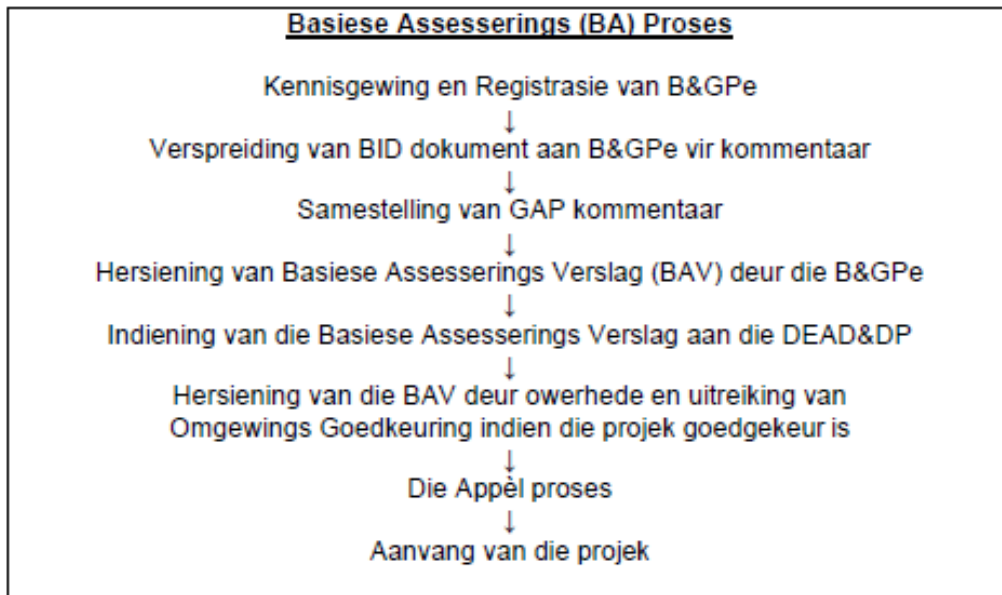 Basiese Assesserings (BA) Proses
Kennisgewing en Registrasie van B&GPe
↓
Verspreiding van BID dokument aan B&GPe vir kommentaar
↓
Samestelling van GAP kommentaar
↓
Hersiening van Basiese Assesserings Verslag (BAV) deur die B&GPe
↓
Indiening van die Basiese Assesserings Verslag aan die DEAD&DP
↓
Hersiening van die BAV deur owerhede en uitreiking van
Omgewings Goedkeuring indien die projek goedgekeur is
↓
Die Appèl proses
↓
Aanvang van die projek